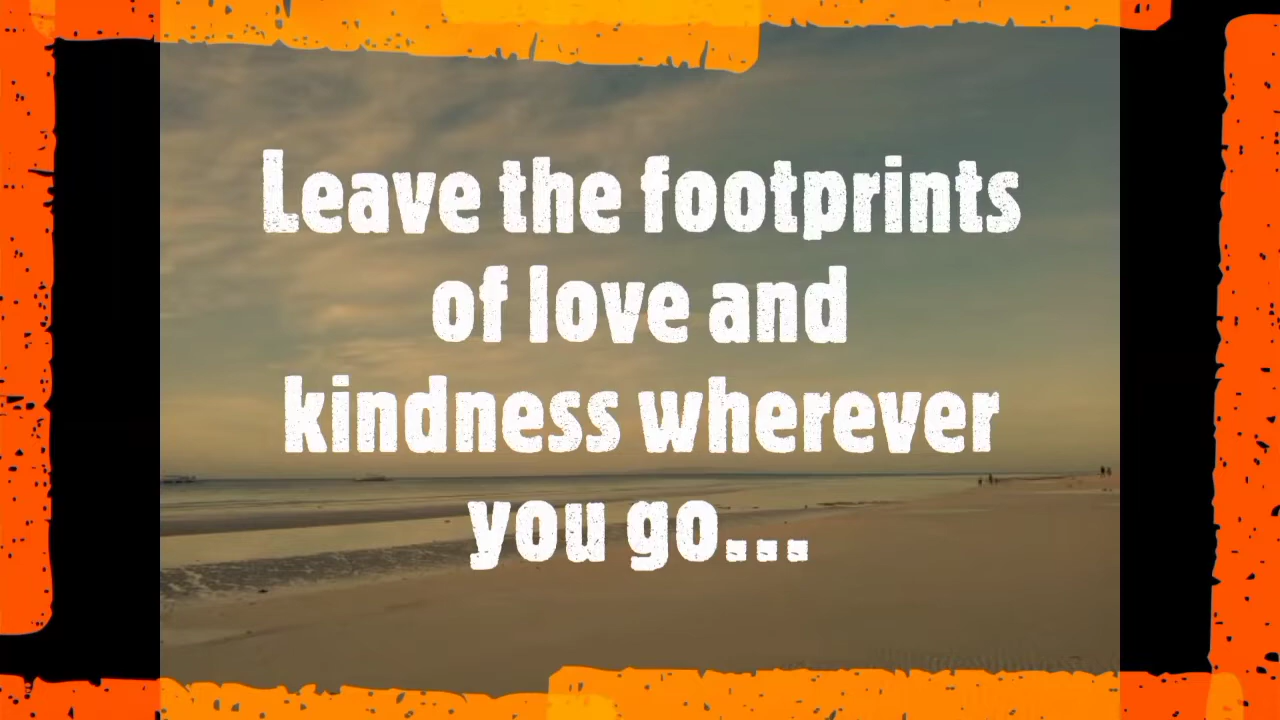 Leave the footprints
of love and
kindness wherever
you go...